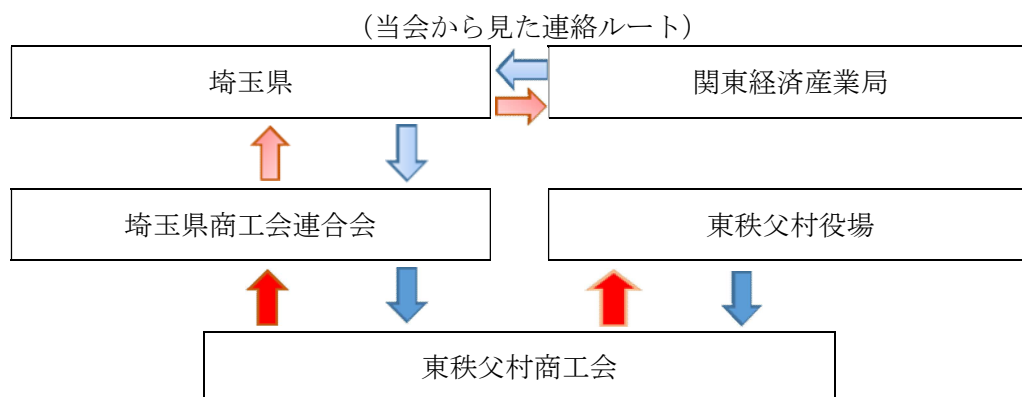 （当会から見た連絡ルート）
埼玉県
関東経済産業局
埼玉県商工会連合会
東秩父村役場
東秩父村商工会